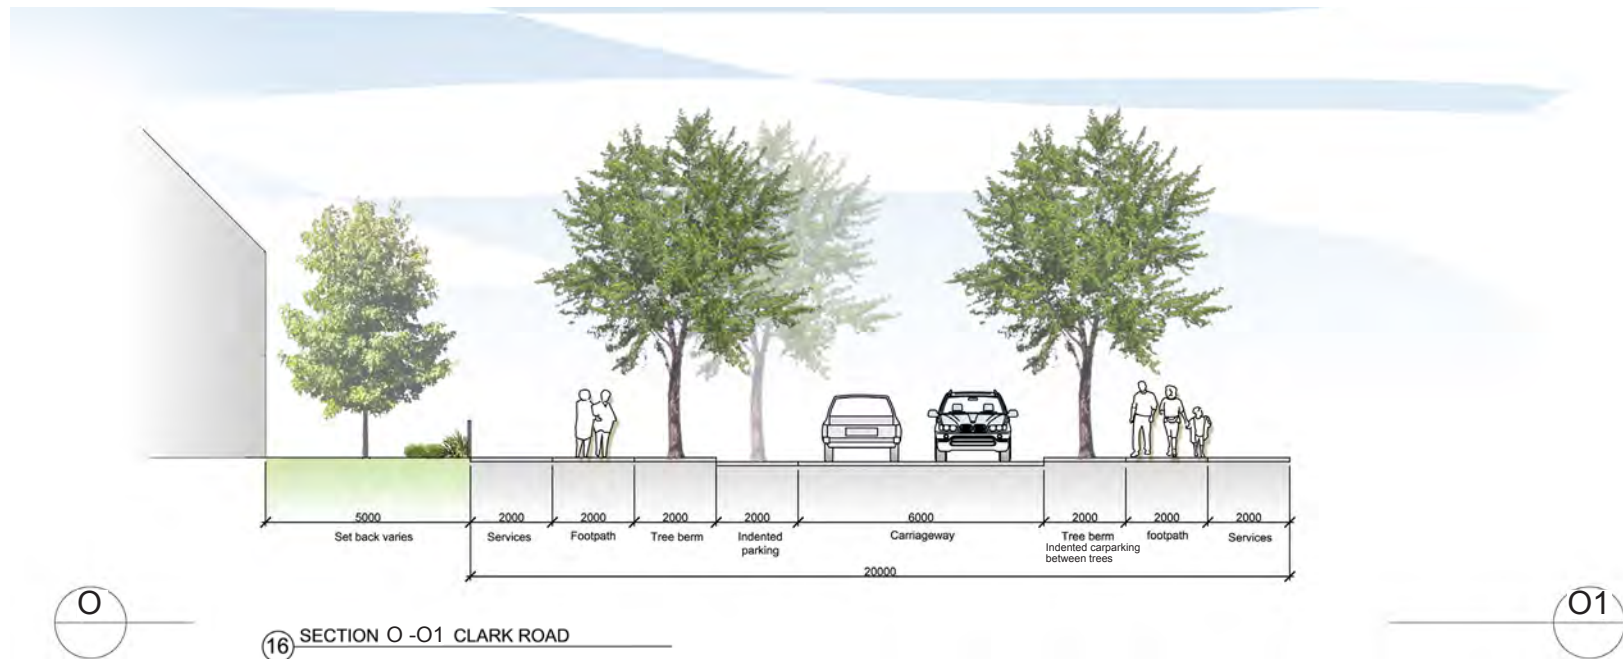 5000
2000
2000
2000
2000
6000
2000
2000
2000
Set back varies
Services
Footpath
Tree berm
Indented
parking
Carriageway
Tree berm
Indented carparking
between trees
footpath
Services
20000
O
O1
16
SECTION O -O1 CLARK ROAD